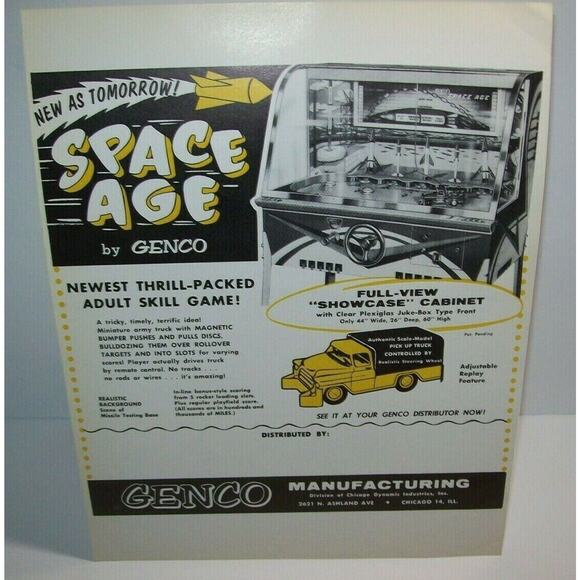 NEW AS TOMORROW!
SPACE
AGE
by GENCO
SPACE AGE
NEWEST THRILL-PACKED
ADULT SKILL GAME!
A tricky, timely, terrific idea!
Miniature army truck with MAGNETIC
BUMPER PUSHES AND PULLS DISCS,
BULLDOZING THEM OVER ROLLOVER
TARGETS AND INTO SLOTS for varying
scores! Player actually drives truck
by remote control. No tracks . . .
no rods or wires . . . it's amazing!
REALISTIC
BACKGROUND
Scene of
Missile Testing Base
In-line bonus-style scoring
from 5 rocket loading slots.
Plus regular playfield score.
(All scores are in hundreds and
thousands of MILES.)
FULL-VIEW
"SHOWCASE" CABINET
with Clear Plexiglas Juke-Box Type Front
Only 44" Wide, 26" Deep, 60" High
Pat. Pending
Authentic Scale-Model
PICK UP TRUCK
CONTROLLED BY
Realistic Steering Wheel
Adjustable
Replay
Feature
SEE IT AT YOUR GENCO DISTRIBUTOR NOW!
DISTRIBUTED BY:
GENCO
MANUFACTURING
Division of Chicago Dynamic Industries, Inc.
2621 N. ASHLAND AVE • CHICAGO 14, ILL.